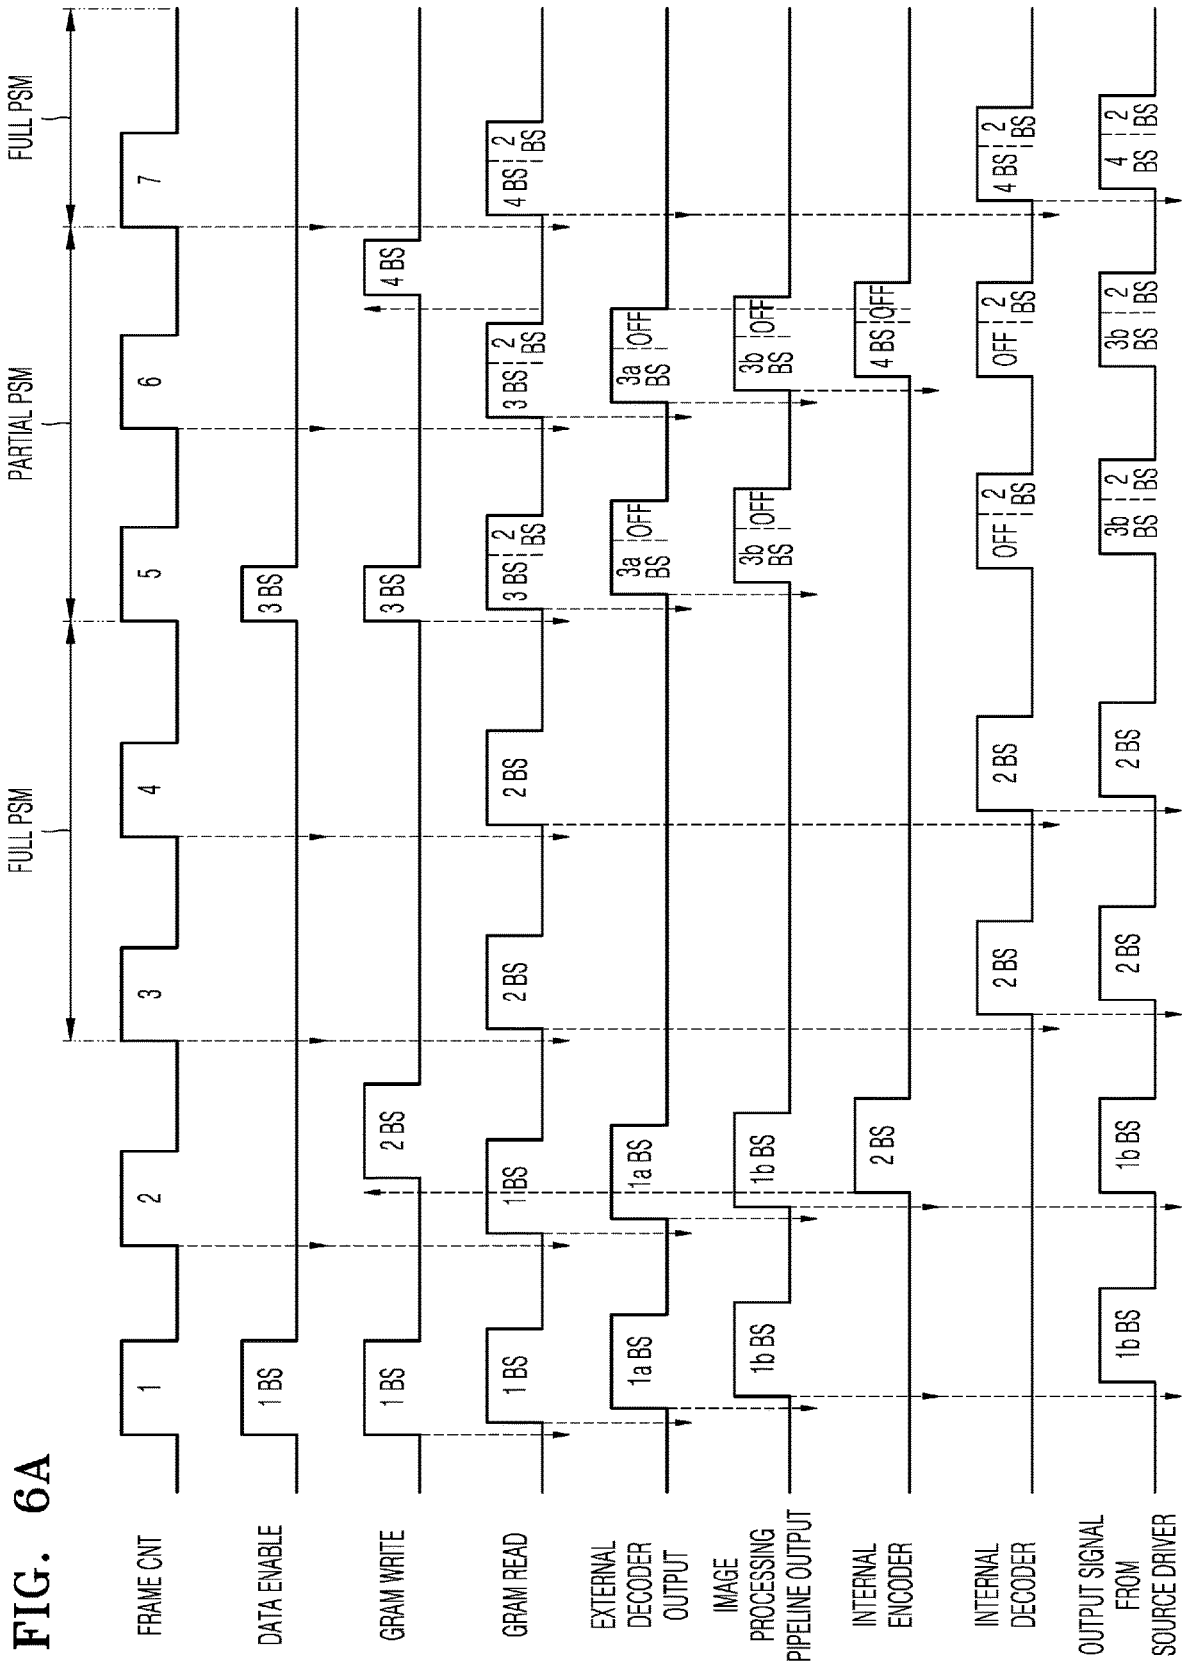 FIG. 6A
FULL PSM
PARTIAL PSM
FULL PSM
FRAME CNT
1
2
3
4
5
6
7
DATA ENABLE
1 BS
3 BS
GRAM WRITE
1 BS
2 BS
3 BS
4 BS
GRAM READ
1 BS
1 BS
2 BS
2 BS
3 BS
2
BS
3 BS
2
BS
4 BS
2
BS
EXTERNAL
DECODER
OUTPUT
1a BS
1a BS
3a
BS
OFF
3a
BS
OFF
IMAGE
PROCESSING
PIPELINE OUTPUT
1b BS
1b BS
3b
BS
OFF
3b
BS
OFF
INTERNAL
ENCODER
2 BS
4 BS
OFF
INTERNAL
DECODER
2 BS
2 BS
OFF
2
BS
OFF
2
BS
4 BS
2
BS
OUTPUT SIGNAL
FROM
SOURCE DRIVER
1b BS
1b BS
2 BS
2 BS
3b
BS
2
BS
3b
BS
2
BS
4
BS
2
BS